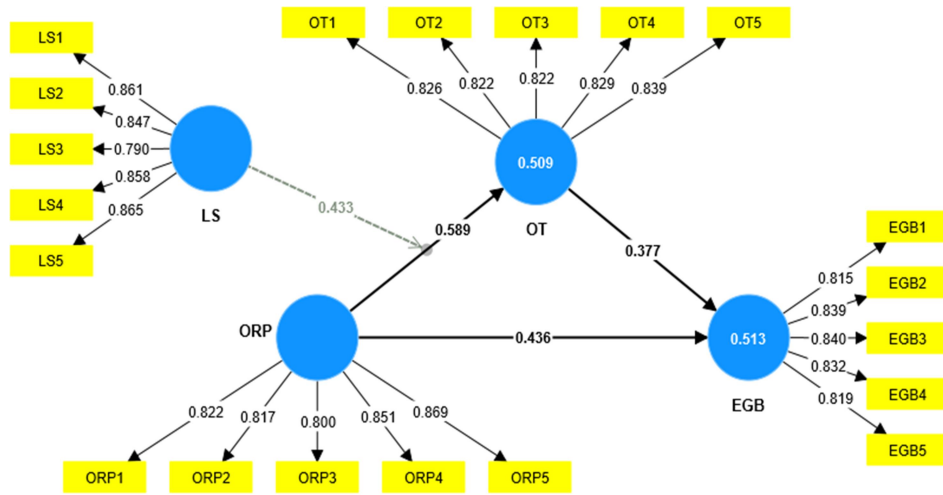 OT1 OT2 OT3 OT4 OT5
LS1
LS2
LS3
LS4
LS5
0.861
0.847
0.790
0.858
0.865
LS
0.826
0.822
0.822
0.829
0.839
0.509
OT
0.433
0.589
0.377
ORP
0.436
0.513
EGB
EGB1
EGB2
EGB3
EGB4
EGB5
0.815
0.839
0.840
0.832
0.819
0.822
0.817
0.800
0.851
0.869
ORP1 ORP2 ORP3 ORP4 ORP5